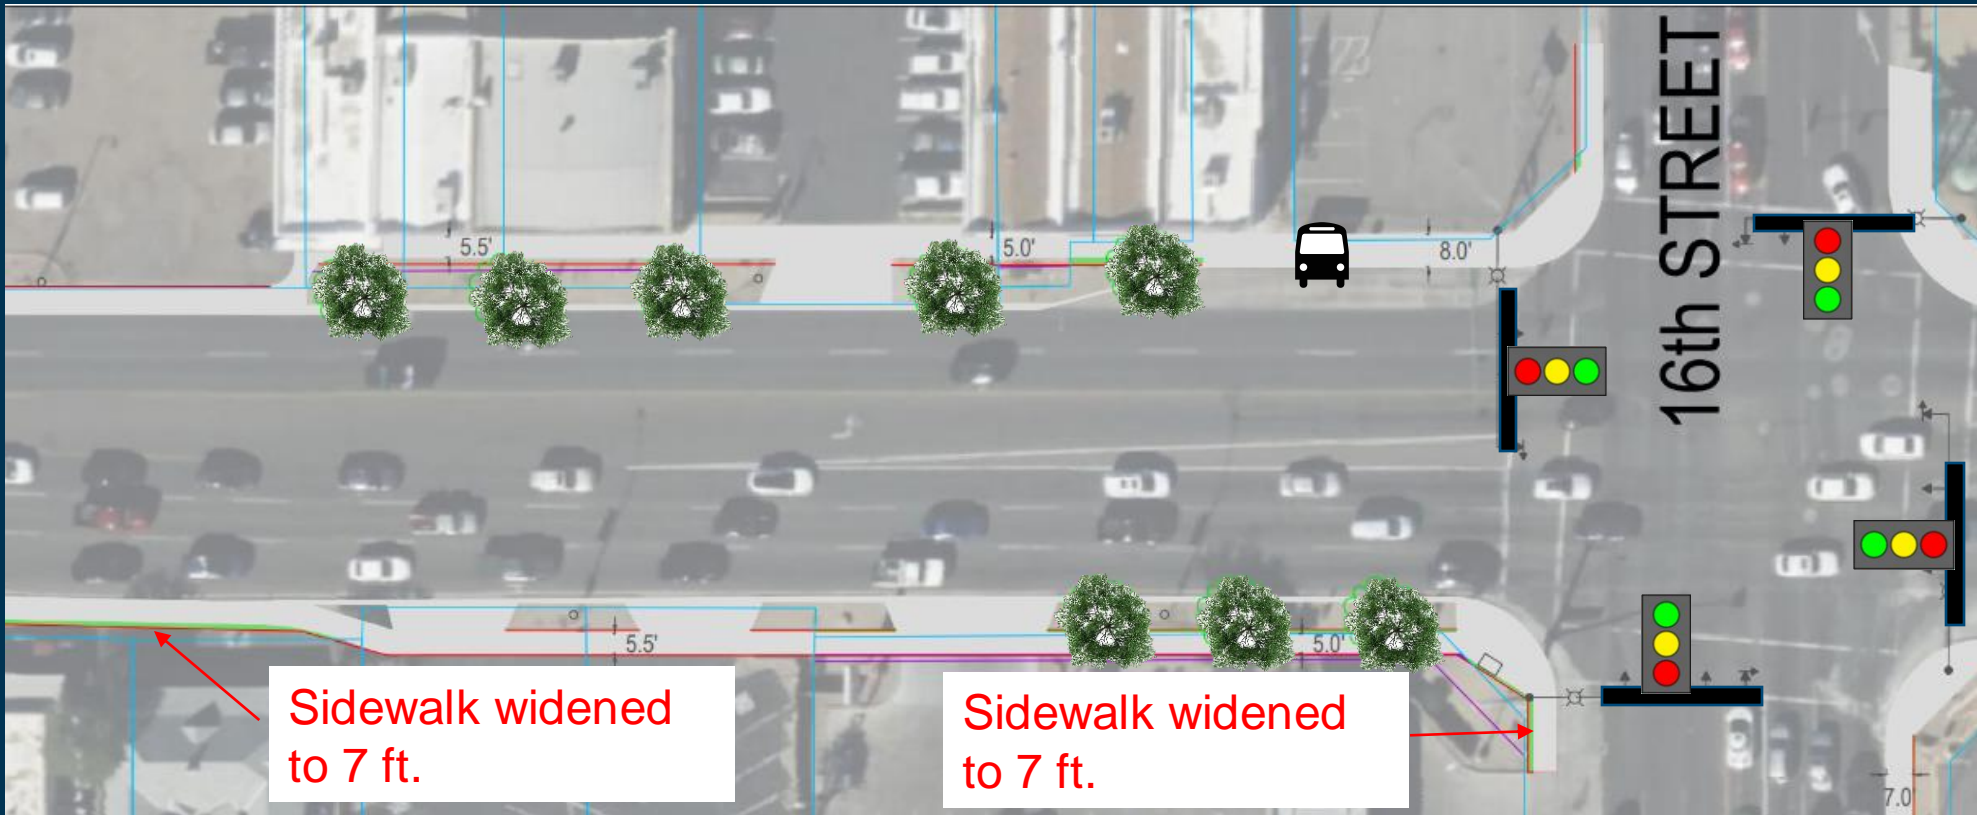 16th STREET
5.5'
5.0'
8.0'
5.5'
5.0'
Sidewalk widened
to 7 ft.
Sidewalk widened
to 7 ft.
7.0'